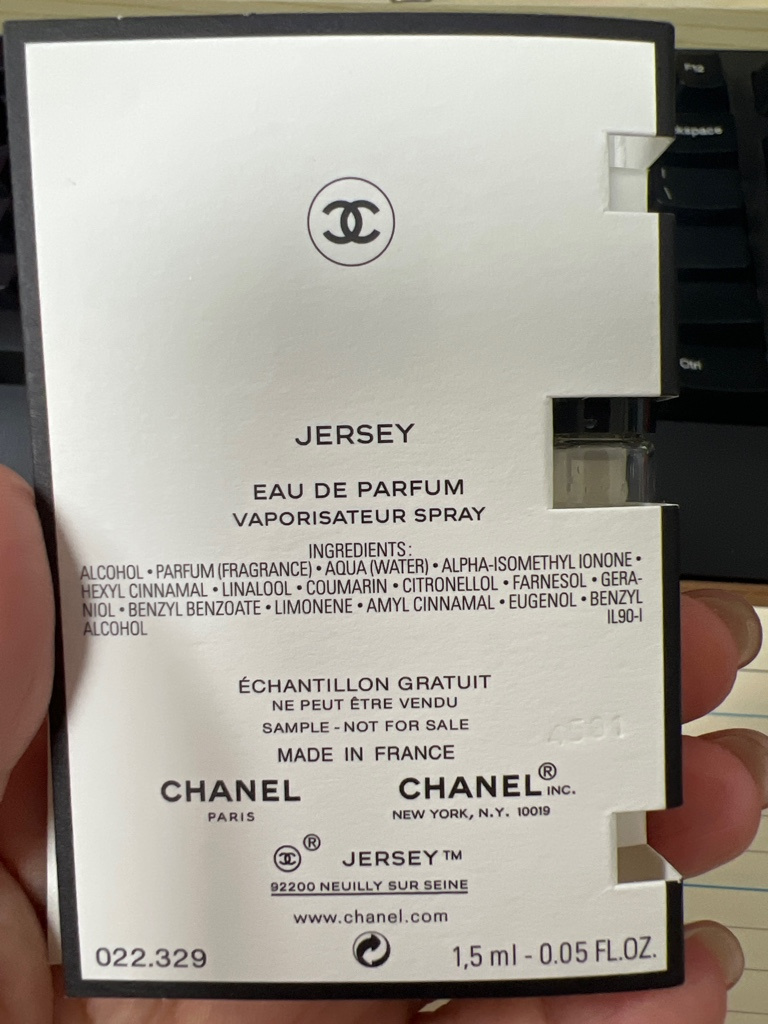 F12
kspace
Ctrl
JERSEY
EAU DE PARFUM
VAPORISATEUR SPRAY
INGREDIENTS:
ALCOHOL • PARFUM (FRAGRANCE) • AQUA (WATER) • ALPHA-ISOMETHYL IONONE •
HEXYL CINNAMAL • LINALOOL • COUMARIN • CITRONELLOL • FARNESOL • GERA-
NIOL • BENZYL BENZOATE • LIMONENE • AMYL CINNAMAL • EUGENOL • BENZYL
ALCOHOL IL90-I
ÉCHANTILLON GRATUIT
NE PEUT ÊTRE VENDU
SAMPLE - NOT FOR SALE
MADE IN FRANCE
CHANEL CHANEL® INC.
PARIS NEW YORK, N.Y. 10019
® JERSEY™
92200 NEUILLY SUR SEINE
www.chanel.com
022.329 1,5 ml - 0.05 FL.OZ.